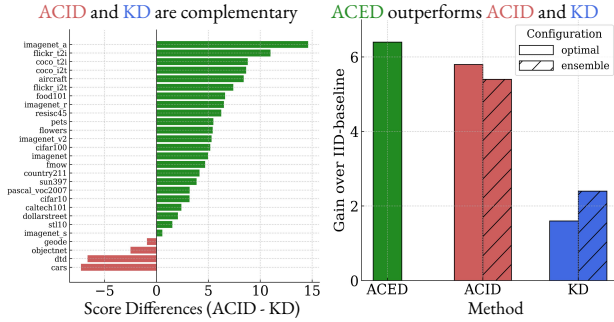 ACID and KD are complementary
imagenet_a
flickr_t2i
coco_t2i
coco_i2t
aircraft
flickr_i2t
food101
imagenet_r
resisc45
pets
flowers
imagenet_v2
cifar100
imagenet
fmow
country211
sun397
pascal_voc2007
cifar10
caltech101
dollarstreet
stl10
imagenet_s
geode
objectnet
dtd
cars
−5 0 5 10 15
Score Differences (ACID - KD)
ACED outperforms ACID and KD
Configuration
optimal
ensemble
Gain over IID-baseline
6
4
2
0
ACED ACID KD
Method